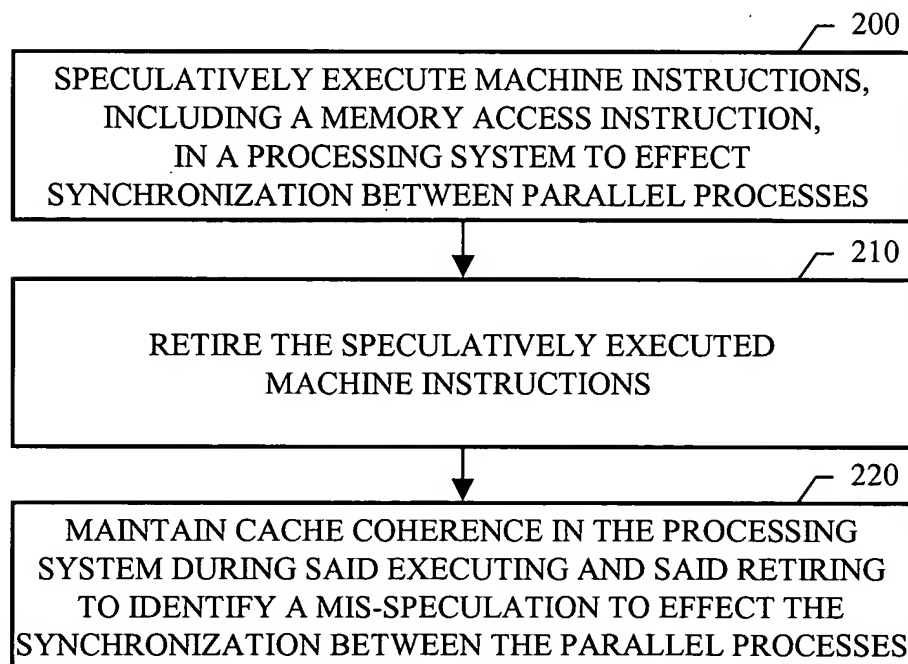 200
SPECULATIVELY EXECUTE MACHINE INSTRUCTIONS,
INCLUDING A MEMORY ACCESS INSTRUCTION,
IN A PROCESSING SYSTEM TO EFFECT
SYNCHRONIZATION BETWEEN PARALLEL PROCESSES
210
RETIRE THE SPECULATIVELY EXECUTED
MACHINE INSTRUCTIONS
220
MAINTAIN CACHE COHERENCE IN THE PROCESSING
SYSTEM DURING SAID EXECUTING AND SAID RETIRING
TO IDENTIFY A MIS-SPECULATION TO EFFECT THE
SYNCHRONIZATION BETWEEN THE PARALLEL PROCESSES